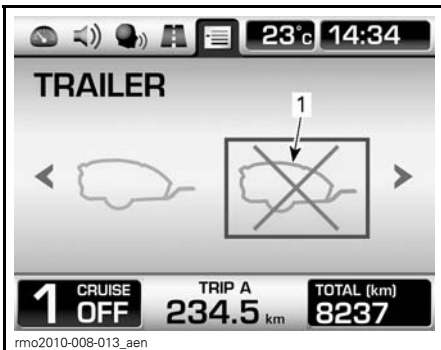 23°c 14:34
TRAILER
1
1 CRUISE OFF TRIP A 234.5 km TOTAL (km) 8237
rmo2010-008-013_aen